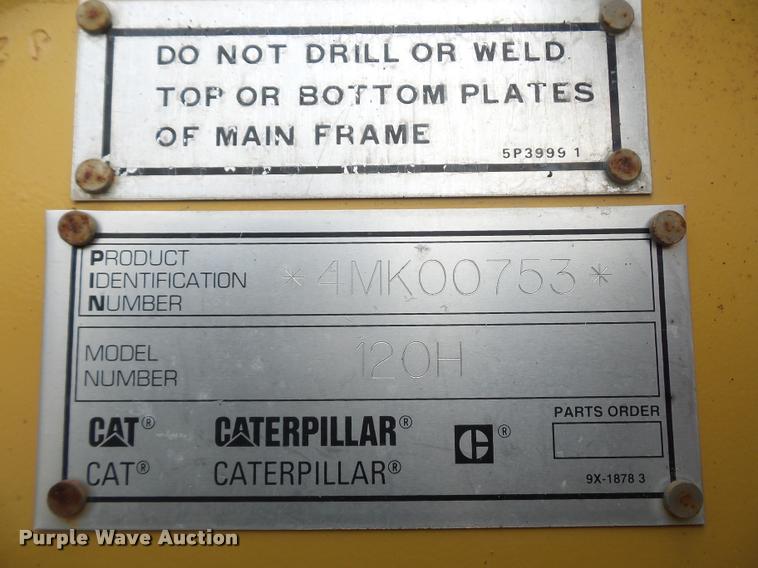 DO NOT DRILL OR WELD
TOP OR BOTTOM PLATES
OF MAIN FRAME
5P3999 1
PRODUCT
IDENTIFICATION
NUMBER
*4MK00753*
MODEL
NUMBER
120H
CAT® CATERPILLAR® C®
CAT® CATERPILLAR®
PARTS ORDER
9X-1878 3
Purple Wave Auction